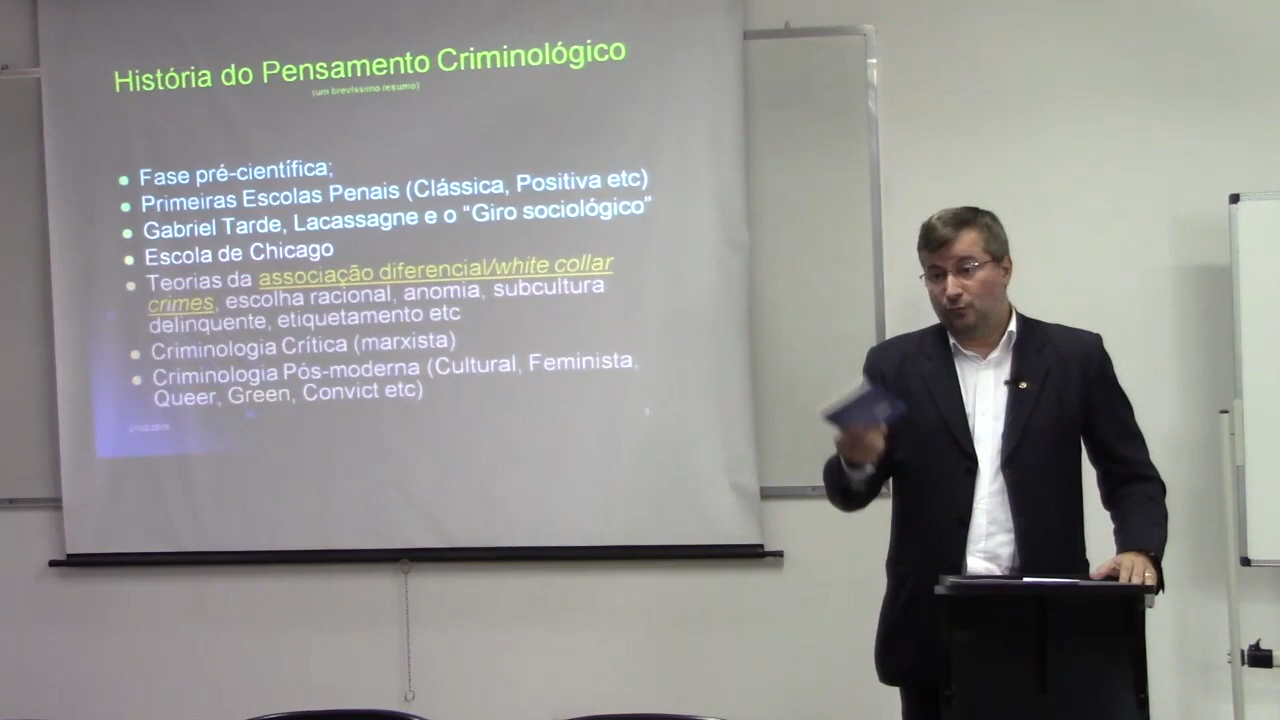 História do Pensamento Criminológico
(um brevíssimo resumo)
Fase pré-científica;
Primeiras Escolas Penais (Clássica, Positiva etc)
Gabriel Tarde, Lacassagne e o “Giro sociológico”
Escola de Chicago
Teorias da associação diferencial/white collar
crimes, escolha racional, anomia, subcultura
delinquente, etiquetamento etc
Criminologia Crítica (marxista)
Criminologia Pós-moderna (Cultural, Feminista,
Queer, Green, Convict etc)